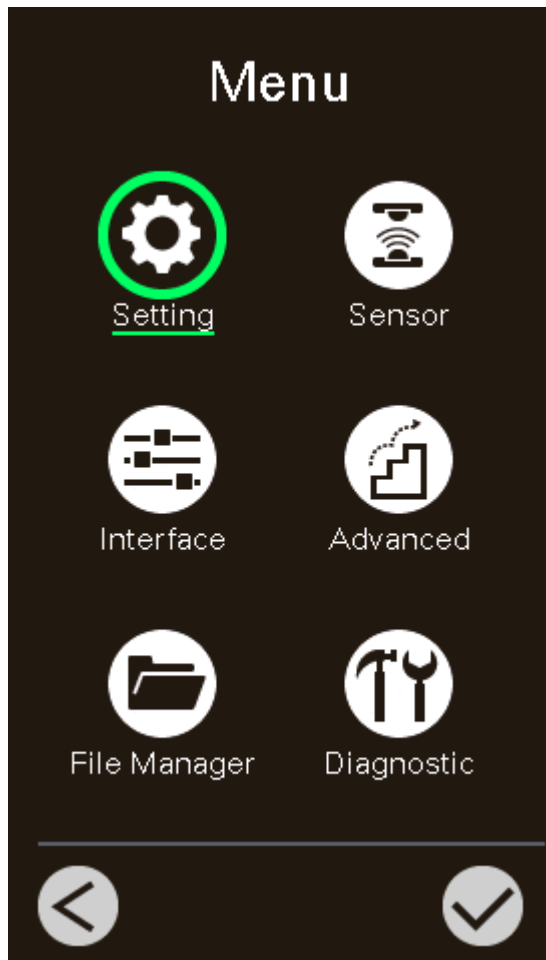 Menu
Setting
Sensor
Interface
Advanced
File Manager
Diagnostic